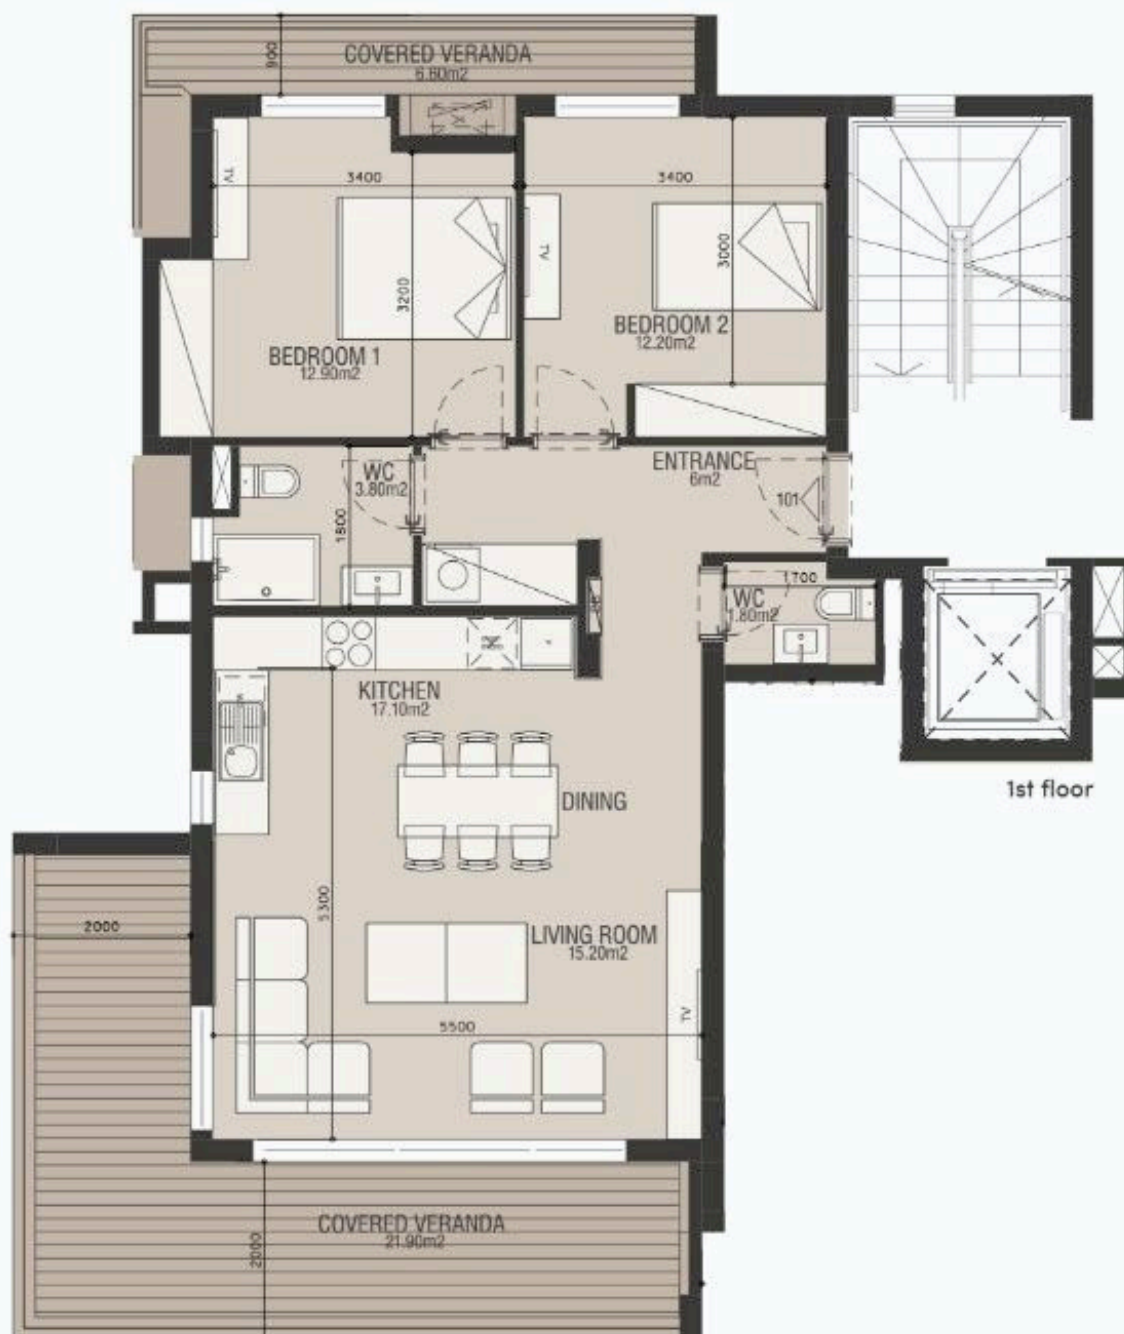 900
COVERED VERANDA
6.60m2
TV
3400
3400
TV
3000
3200
BEDROOM 1
12.90m2
BEDROOM 2
12.20m2
WC
3.80m2
1800
ENTRANCE
6m2
101
1700
WC
1.80m2
KITCHEN
17.10m2
DINING
1st floor
5300
2000
LIVING ROOM
15.20m2
TV
5500
COVERED VERANDA
21.90m2
2000